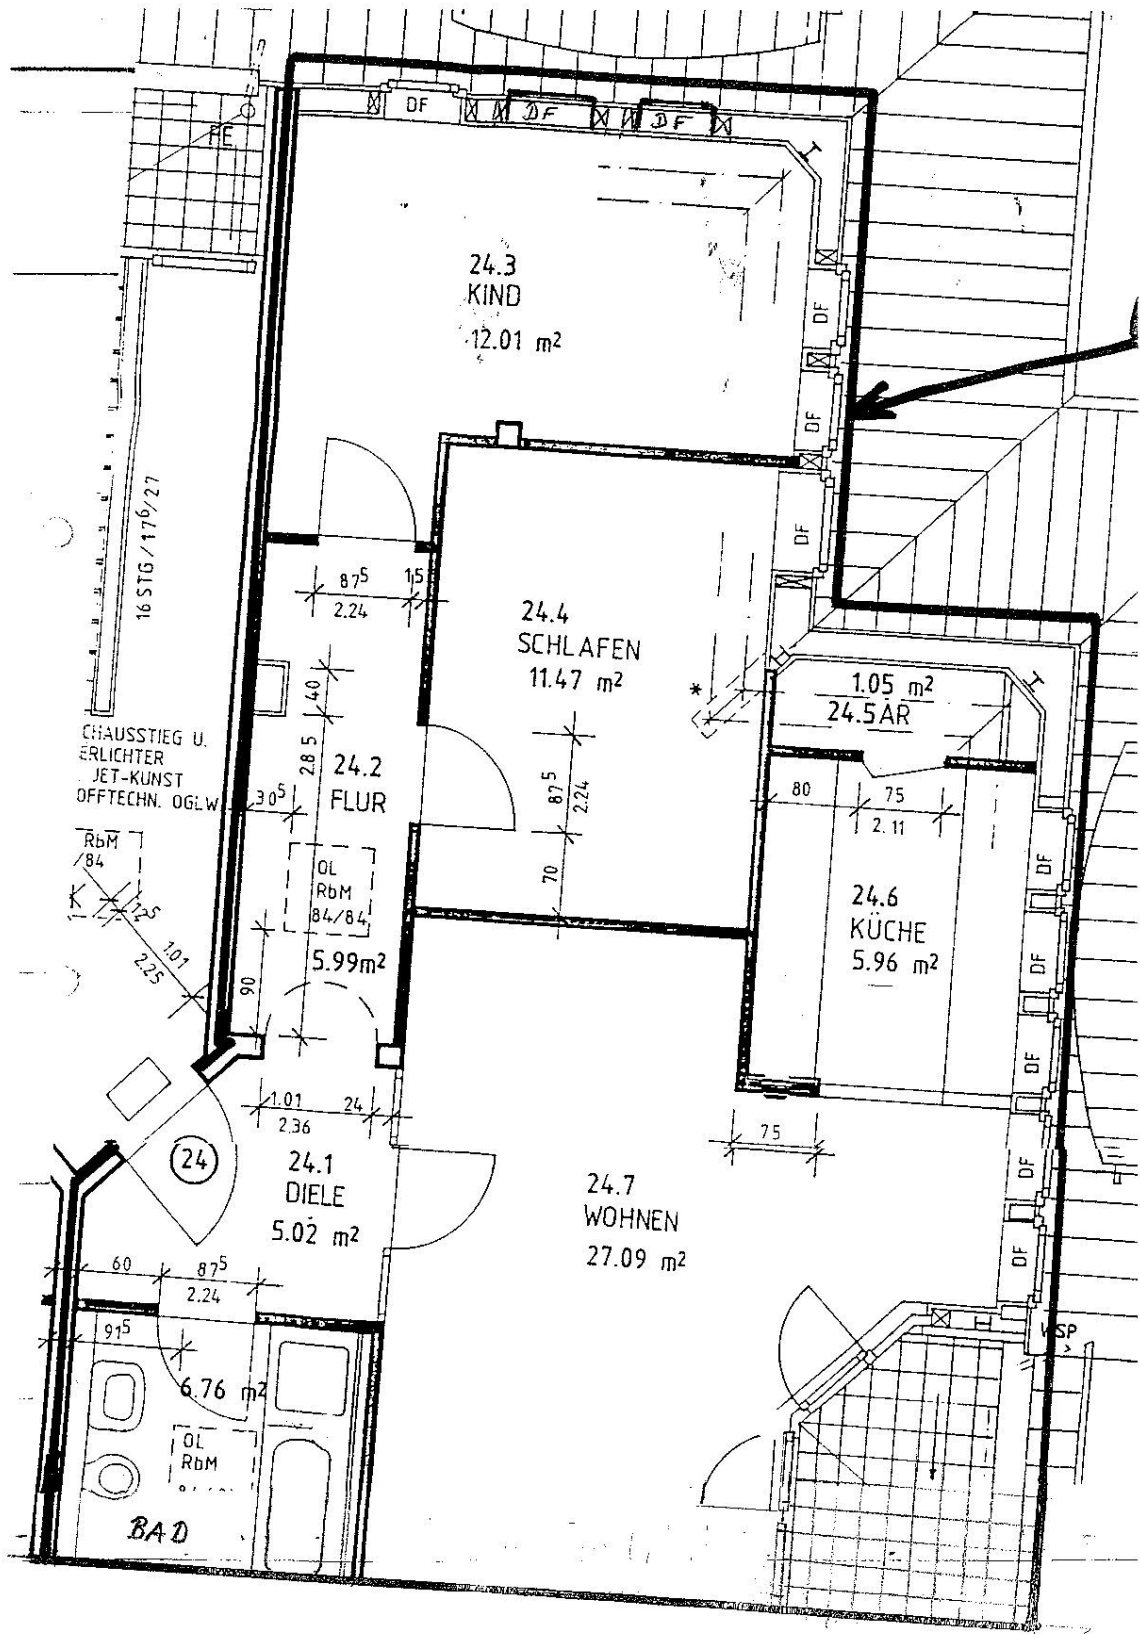 DF
DF
DF
FE
24.3
KIND
12.01 m²
DF
DF
DF
16 STG / 17⁶/27
87⁵
15
2.24
24.4
SCHLAFEN
11.47 m²
*
1.05 m²
24.5 AR
40
2.85
CHAUSSTIEG U.
ERLICHTER
JET-KUNST
OFFTECHN. OGLW
24.2
FLUR
30⁵
87⁵
2.24
70
80
75
2.11
RbM
/84
K
12⁵
1.01
2.25
OL
RbM
84/84
5.99m²
90
24.6
KÜCHE
5.96 m²
DF
DF
DF
DF
DF
1.01
24
2.36
75
24
24.1
DIELE
5.02 m²
24.7
WOHNEN
27.09 m²
60
87⁵
2.24
91⁵
6.76 m²
OL
RbM
BAD
WSP